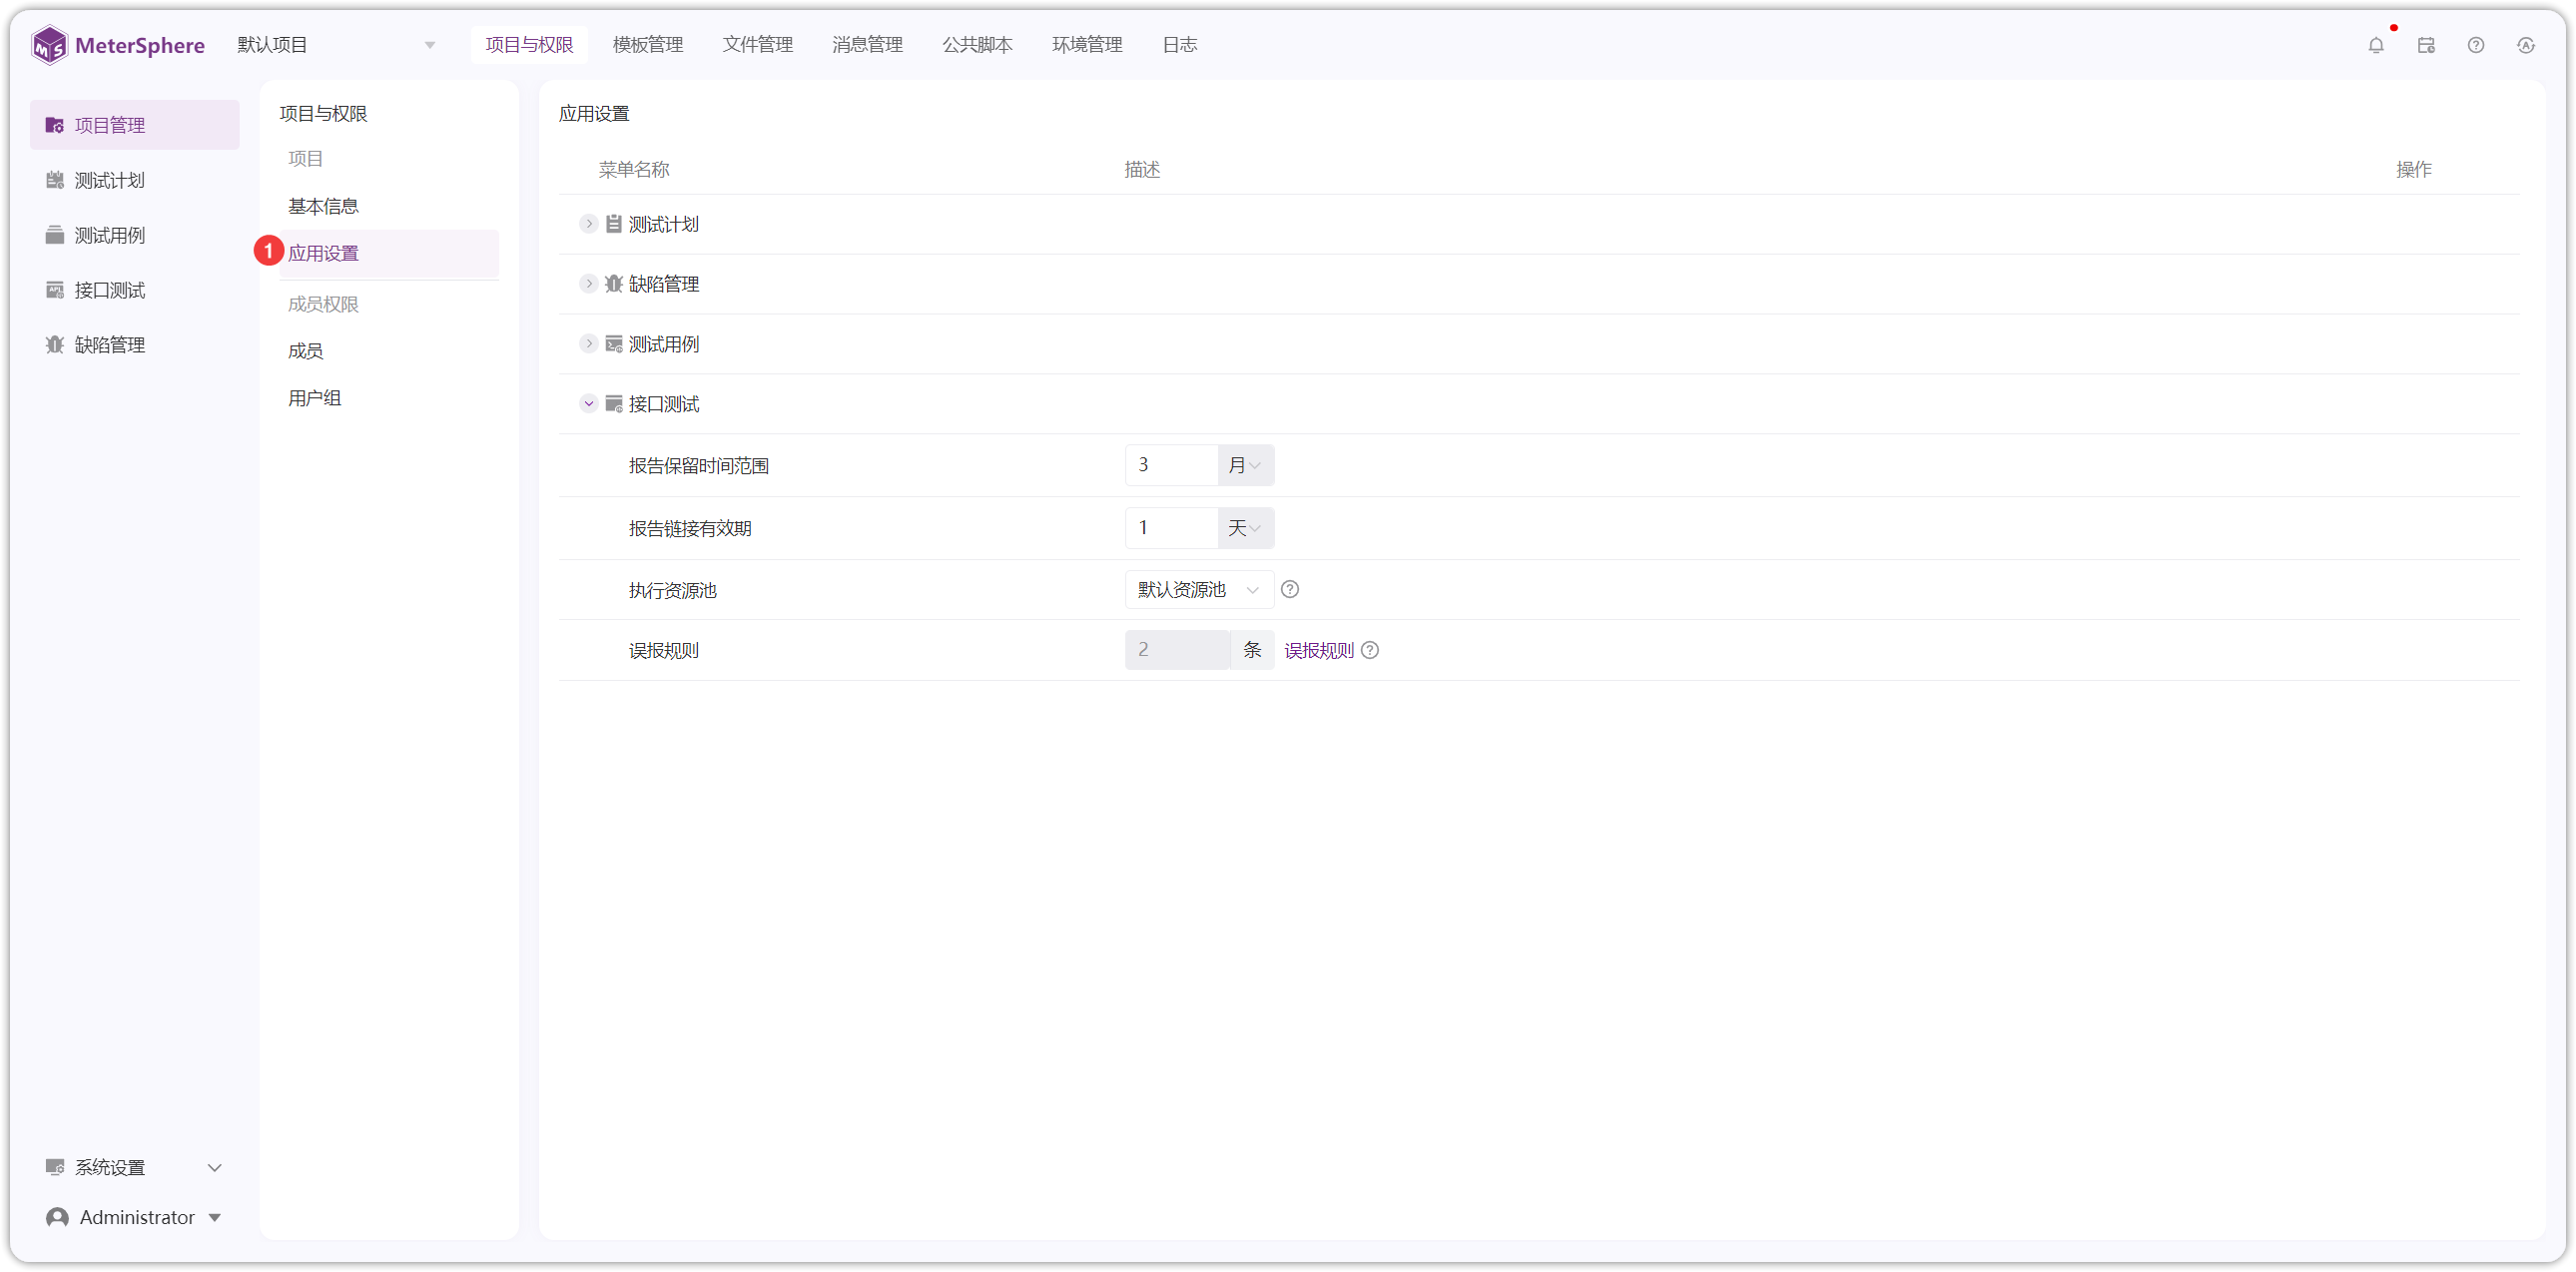 MeterSphere 默认项目 项目与权限 模板管理 文件管理 消息管理 公共脚本 环境管理 日志
项目管理
测试计划
测试用例
接口测试
缺陷管理
系统设置
Administrator
项目与权限
项目
基本信息
1 应用设置
成员权限
成员
用户组
应用设置
菜单名称 描述 操作
测试计划
缺陷管理
测试用例
接口测试
报告保留时间范围 3 月
报告链接有效期 1 天
执行资源池 默认资源池
误报规则 2 条 误报规则